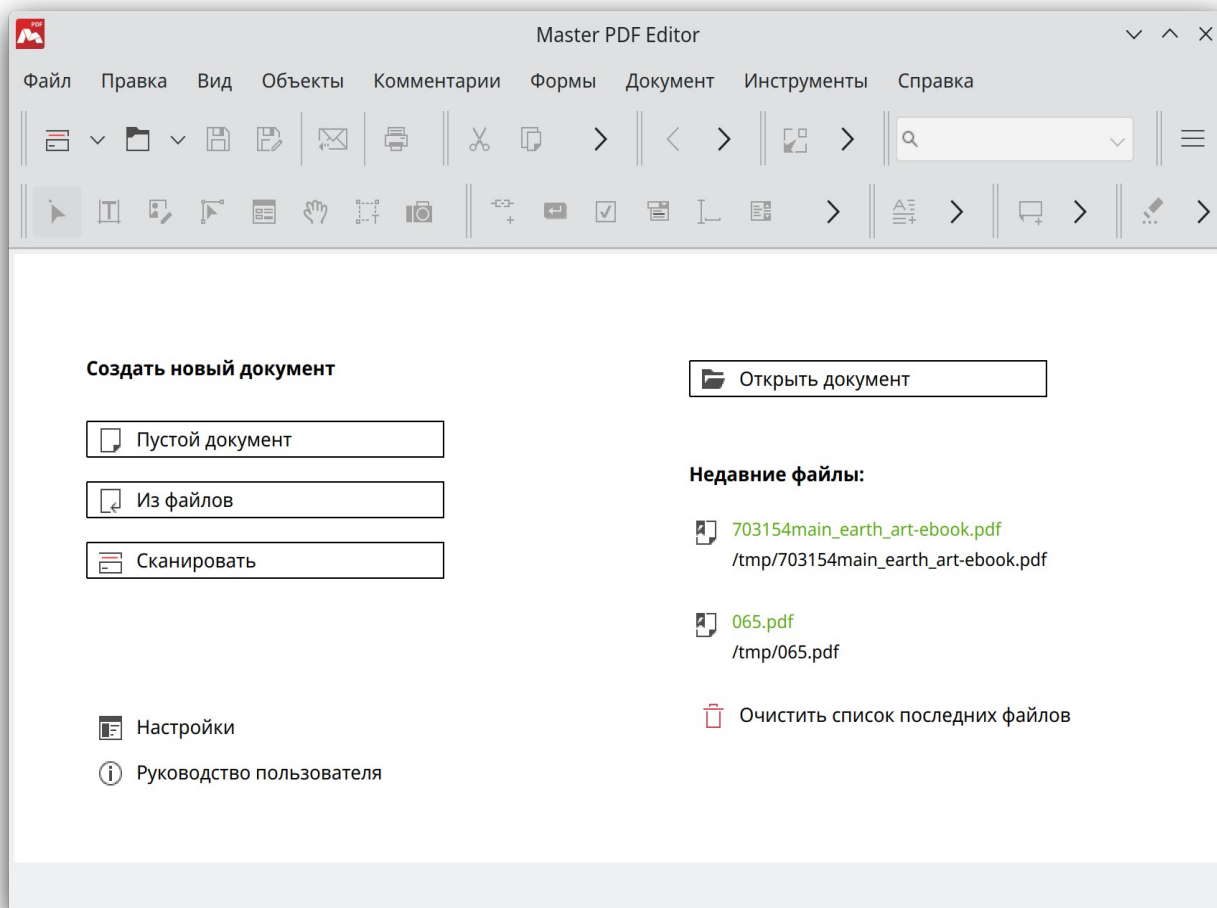 PDF
Master PDF Editor
Файл Правка Вид Объекты Комментарии Формы Документ Инструменты Справка
Создать новый документ
Пустой документ
Из файлов
Сканировать
Настройки
Руководство пользователя
Открыть документ
Недавние файлы:
703154main_earth_art-ebook.pdf
/tmp/703154main_earth_art-ebook.pdf
065.pdf
/tmp/065.pdf
Очистить список последних файлов